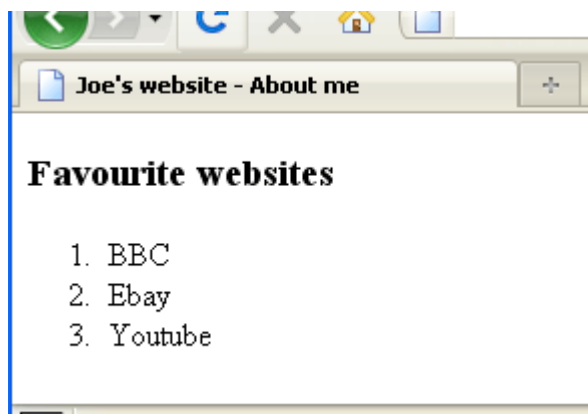 Joe's website - About me
Favourite websites
1. BBC
2. Ebay
3. Youtube